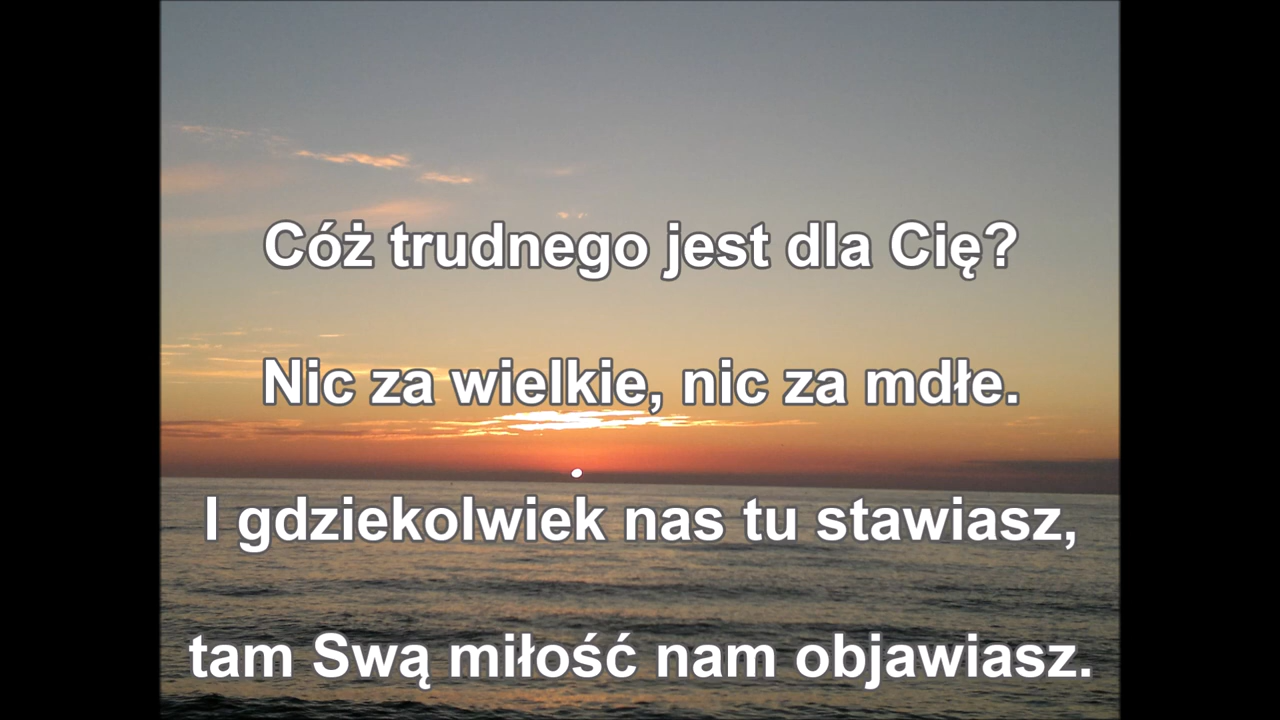 Cóż trudnego jest dla Cię?
Nic za wielkie, nic za mdłe.
I gdziekolwiek nas tu stawiasz,
tam Swą miłość nam objawiasz.